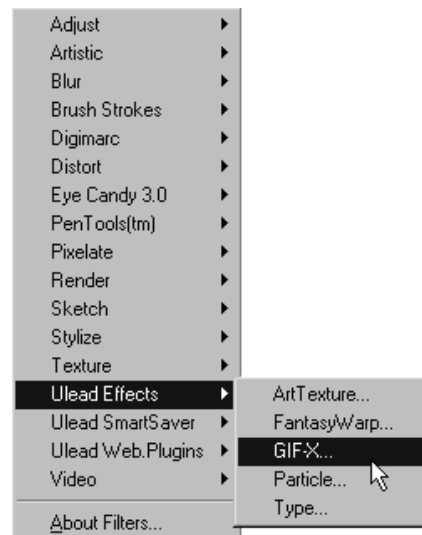 Adjust
Artistic
Blur
Brush Strokes
Digimarc
Distort
Eye Candy 3.0
PenTools(tm)
Pixelate
Render
Sketch
Stylize
Texture
Ulead Effects
Ulead SmartSaver
Ulead Web.Plugins
Video
About Filters...
ArtTexture...
FantasyWarp...
GIF-X...
Particle...
Type...